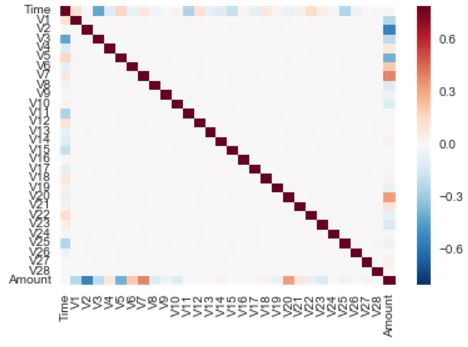 Time
V1
V2
V3
V4
V5
V6
V7
V8
V9
V10
V11
V12
V13
V14
V15
V16
V17
V18
V19
V20
V21
V22
V23
V24
V25
V26
V27
V28
Amount
Time V1 V2 V3 V4 V5 V6 V7 V8 V9 V10 V11 V12 V13 V14 V15 V16 V17 V18 V19 V20 V21 V22 V23 V24 V25 V26 V27 V28 Amount
0.6
0.3
0.0
−0.3
−0.6